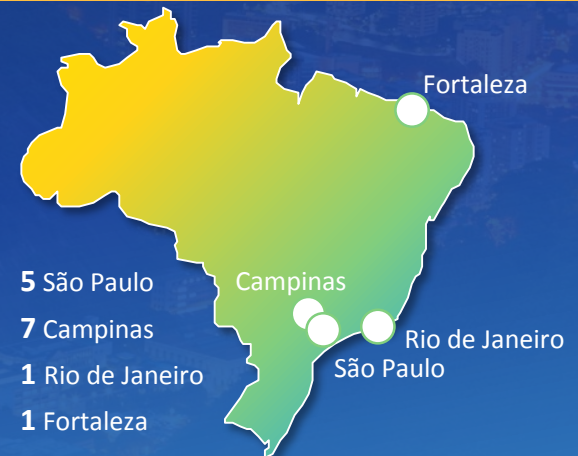 Fortaleza
Campinas
Rio de Janeiro
São Paulo
5 São Paulo
7 Campinas
1 Rio de Janeiro
1 Fortaleza